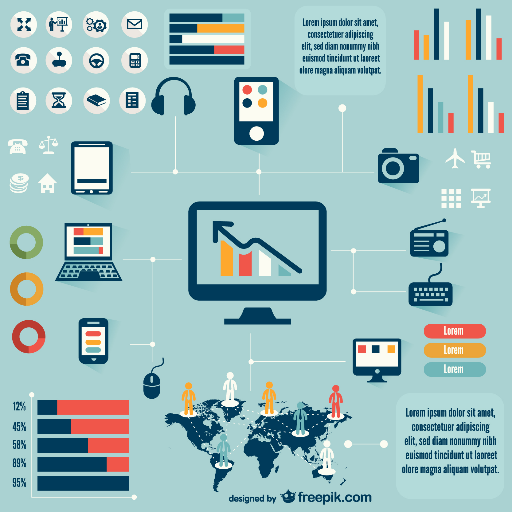 Lorem ipsum dolor sit amet,
consectetuer adipiscing
elit, sed diam nonummy nibh
euismod tincidunt ut laoreet
magna aliquam volutpat.
Lorem
Lorem
Lorem
12%
45%
58%
89%
95%
Lorem ipsum dolor sit amet,
consectetuer adipiscing
elit, sed diam nonummy nibh
euismod tincidunt ut laoreet
olore magna aliquam volutpat.
designed by freepik.com